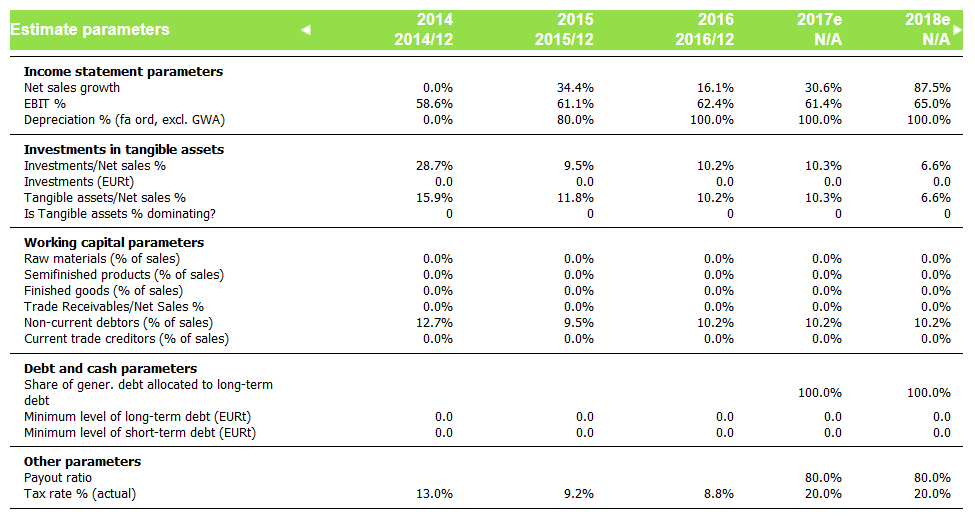 Estimate parameters ◀ 2014 2015 2016 2017e 2018e ▶
2014/12 2015/12 2016/12 N/A N/A
Income statement parameters
Net sales growth 0.0% 34.4% 16.1% 30.6% 87.5%
EBIT % 58.6% 61.1% 62.4% 61.4% 65.0%
Depreciation % (fa ord, excl. GWA) 0.0% 80.0% 100.0% 100.0% 100.0%
Investments in tangible assets
Investments/Net sales % 28.7% 9.5% 10.2% 10.3% 6.6%
Investments (EURt) 0.0 0.0 0.0 0.0 0.0
Tangible assets/Net sales % 15.9% 11.8% 10.2% 10.3% 6.6%
Is Tangible assets % dominating? 0 0 0 0 0
Working capital parameters
Raw materials (% of sales) 0.0% 0.0% 0.0% 0.0% 0.0%
Semifinished products (% of sales) 0.0% 0.0% 0.0% 0.0% 0.0%
Finished goods (% of sales) 0.0% 0.0% 0.0% 0.0% 0.0%
Trade Receivables/Net Sales % 0.0% 0.0% 0.0% 0.0% 0.0%
Non-current debtors (% of sales) 12.7% 9.5% 10.2% 10.2% 10.2%
Current trade creditors (% of sales) 0.0% 0.0% 0.0% 0.0% 0.0%
Debt and cash parameters
Share of gener. debt allocated to long-term
debt 100.0% 100.0%
Minimum level of long-term debt (EURt) 0.0 0.0 0.0 0.0 0.0
Minimum level of short-term debt (EURt) 0.0 0.0 0.0 0.0 0.0
Other parameters
Payout ratio 80.0% 80.0%
Tax rate % (actual) 13.0% 9.2% 8.8% 20.0% 20.0%